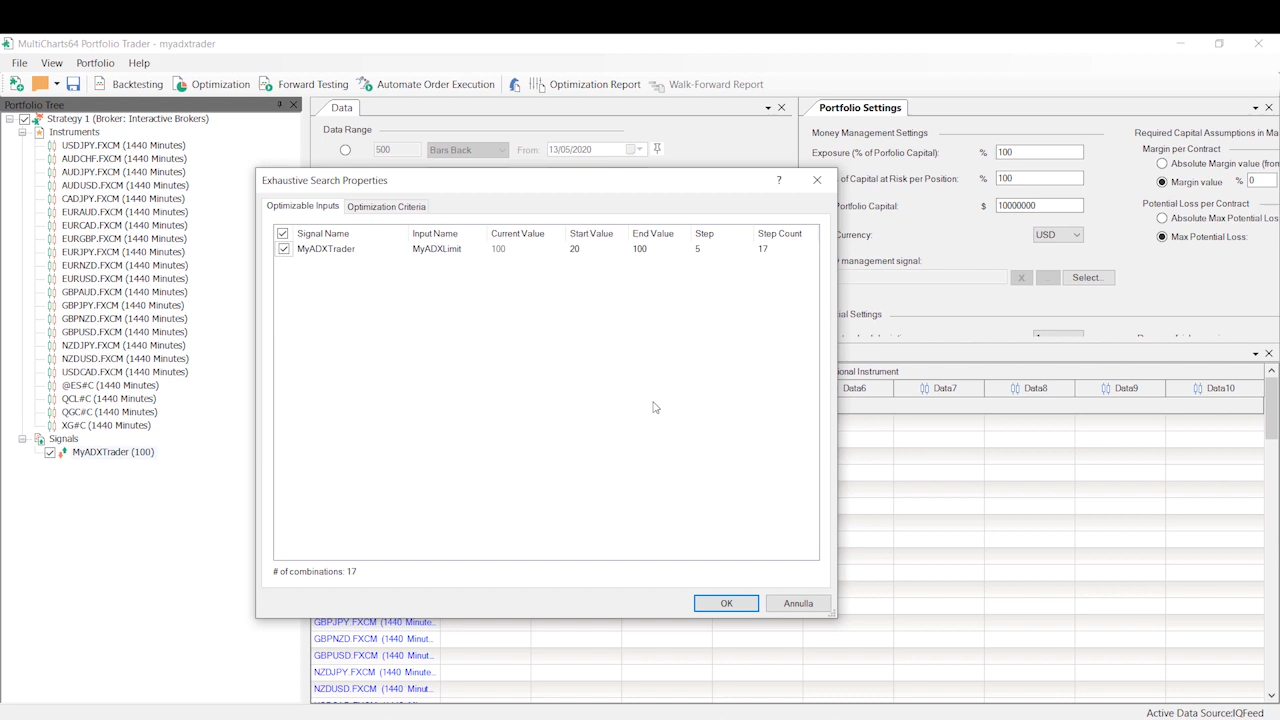 MultiCharts64 Portfolio Trader - myadxtrader
File View Portfolio Help
Backtesting Optimization Forward Testing Automate Order Execution Optimization Report Walk-Forward Report
Portfolio Tree
Strategy 1 (Broker: Interactive Brokers)
Instruments
USDJPY.FXCM (1440 Minutes)
AUDCHF.FXCM (1440 Minutes)
AUDJPY.FXCM (1440 Minutes)
AUDUSD.FXCM (1440 Minutes)
CADJPY.FXCM (1440 Minutes)
EURAUD.FXCM (1440 Minutes)
EURCAD.FXCM (1440 Minutes)
EURGBP.FXCM (1440 Minutes)
EURJPY.FXCM (1440 Minutes)
EURNZD.FXCM (1440 Minutes)
EURUSD.FXCM (1440 Minutes)
GBPAUD.FXCM (1440 Minutes)
GBPJPY.FXCM (1440 Minutes)
GBPNZD.FXCM (1440 Minutes)
GBPUSD.FXCM (1440 Minutes)
NZDJPY.FXCM (1440 Minutes)
NZDUSD.FXCM (1440 Minutes)
USDCAD.FXCM (1440 Minutes)
@ES#C (1440 Minutes)
QCL#C (1440 Minutes)
QGC#C (1440 Minutes)
XG#C (1440 Minutes)
Signals
MyADXTrader (100)
Data
Data Range
500 Bars Back From: 13/05/2020
Exhaustive Search Properties ?
Optimizable Inputs Optimization Criteria
Signal Name Input Name Current Value Start Value End Value Step Step Count
MyADXTrader MyADXLimit 100 20 100 5 17
# of combinations: 17
OK Annulla
Portfolio Settings
Money Management Settings
Exposure (% of Porfolio Capital): % 100
of Capital at Risk per Position: % 100
Portfolio Capital: $ 10000000
Currency: USD
management signal:
X ... Select..
ial Settings
Required Capital Assumptions in M
Margin per Contract
Absolute Margin value (from
Margin value % 0
Potential Loss per Contract
Absolute Max Potential Los
Max Potential Loss:
ional Instrument
Data6 Data7 Data8 Data9 Data10
GBPJPY.FXCM (1440 Minute..
GBPNZD.FXCM (1440 Minut..
GBPUSD.FXCM (1440 Minut..
NZDJPY.FXCM (1440 Minute..
NZDUSD.FXCM (1440 Minut..
Active Data Source:IQFeed